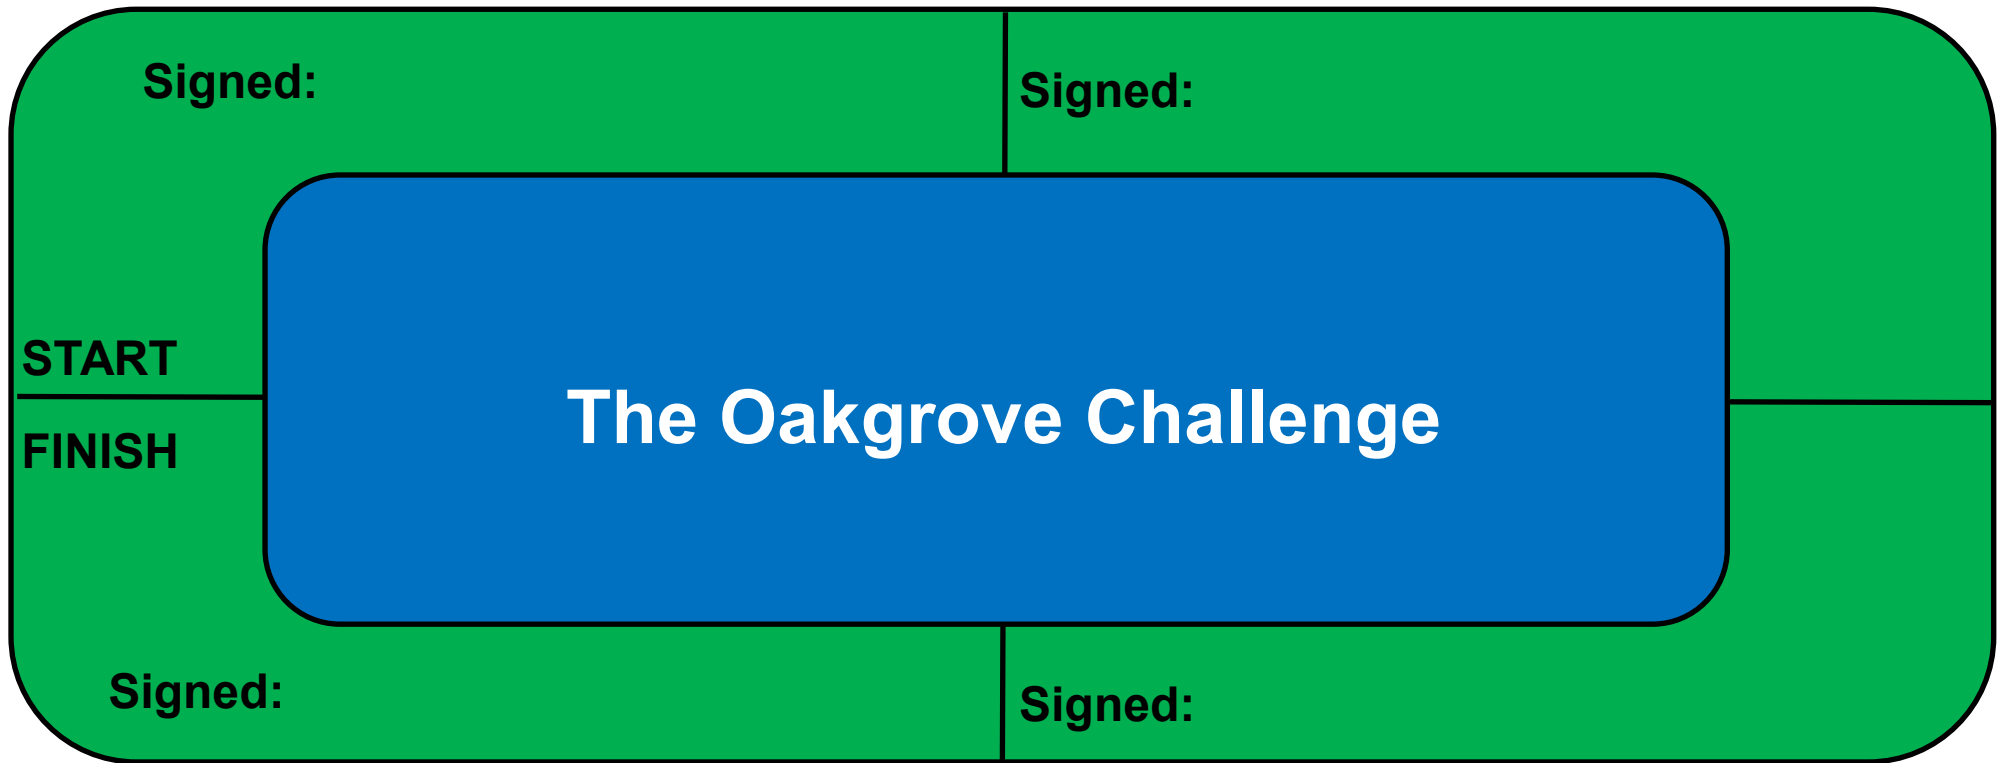 Signed:
Signed:
START
The Oakgrove Challenge
FINISH
Signed:
Signed: